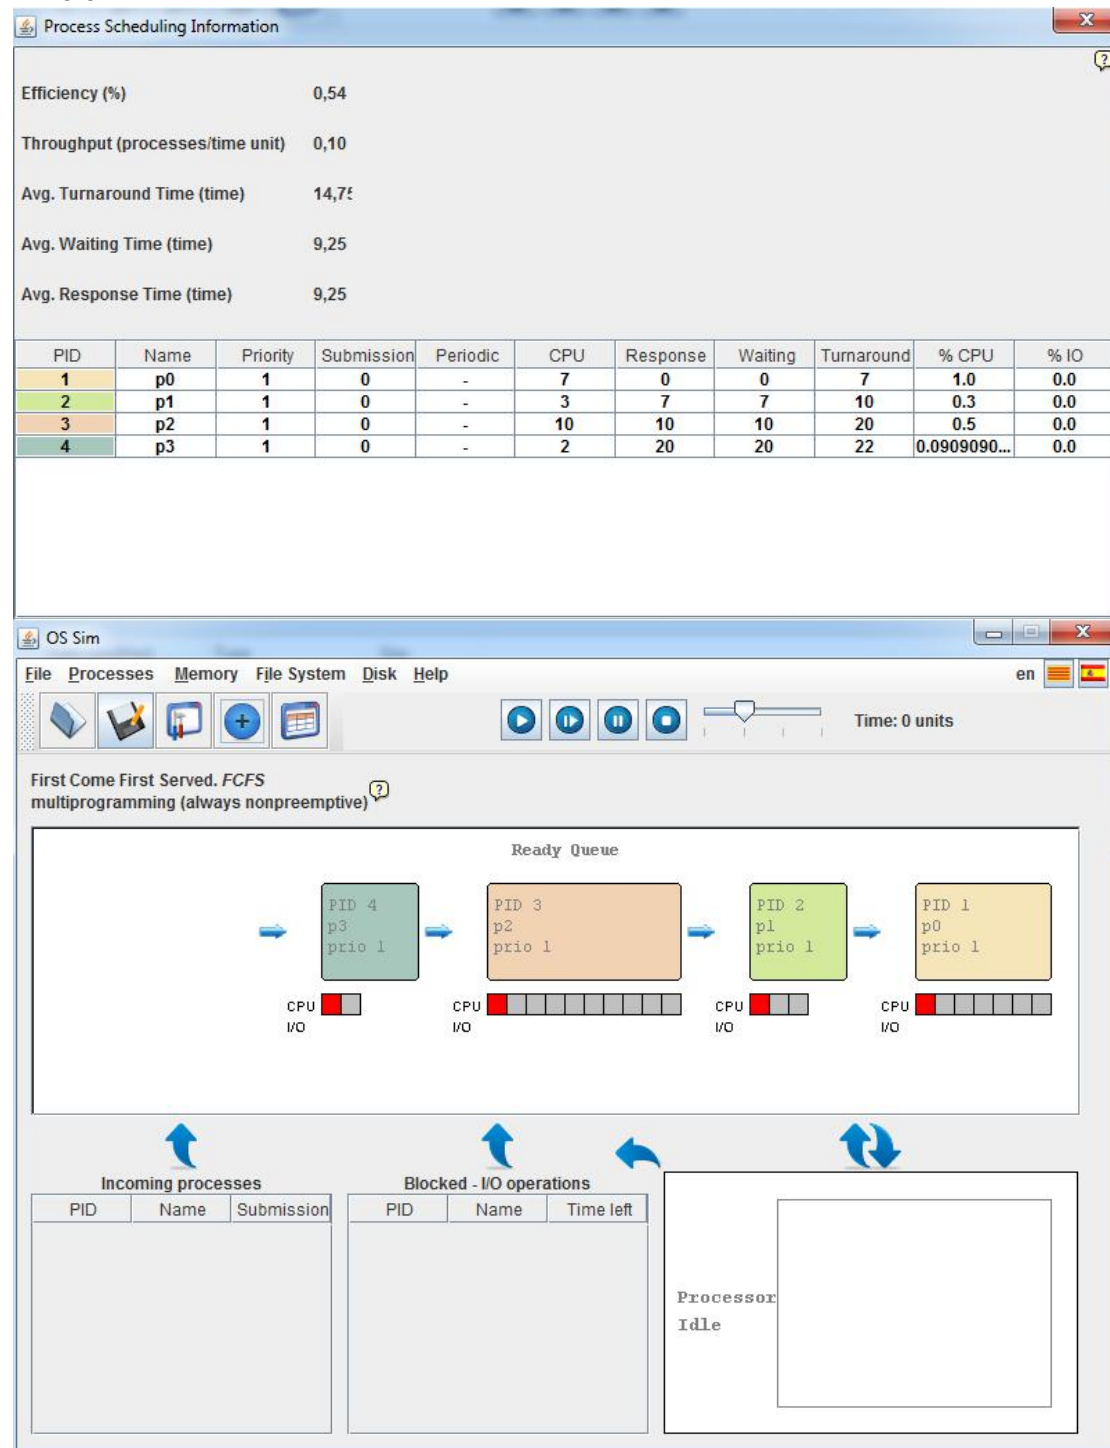 Process Scheduling Information
Efficiency (%) 0,54
Throughput (processes/time unit) 0,10
Avg. Turnaround Time (time) 14,75
Avg. Waiting Time (time) 9,25
Avg. Response Time (time) 9,25
PID Name Priority Submission Periodic CPU Response Waiting Turnaround % CPU % IO
1 p0 1 0 - 7 0 0 7 1.0 0.0
2 p1 1 0 - 3 7 7 10 0.3 0.0
3 p2 1 0 - 10 10 10 20 0.5 0.0
4 p3 1 0 - 2 20 20 22 0.0909090... 0.0
OS Sim
File Processes Memory File System Disk Help en
Time: 0 units
First Come First Served. FCFS
multiprogramming (always nonpreemptive) ?
Ready Queue
PID 4 PID 3 PID 2 PID 1
p3 p2 p1 p0
prio 1 prio 1 prio 1 prio 1
CPU CPU CPU CPU
I/O I/O I/O I/O
Incoming processes Blocked - I/O operations
PID Name Submission PID Name Time left
Processor
Idle